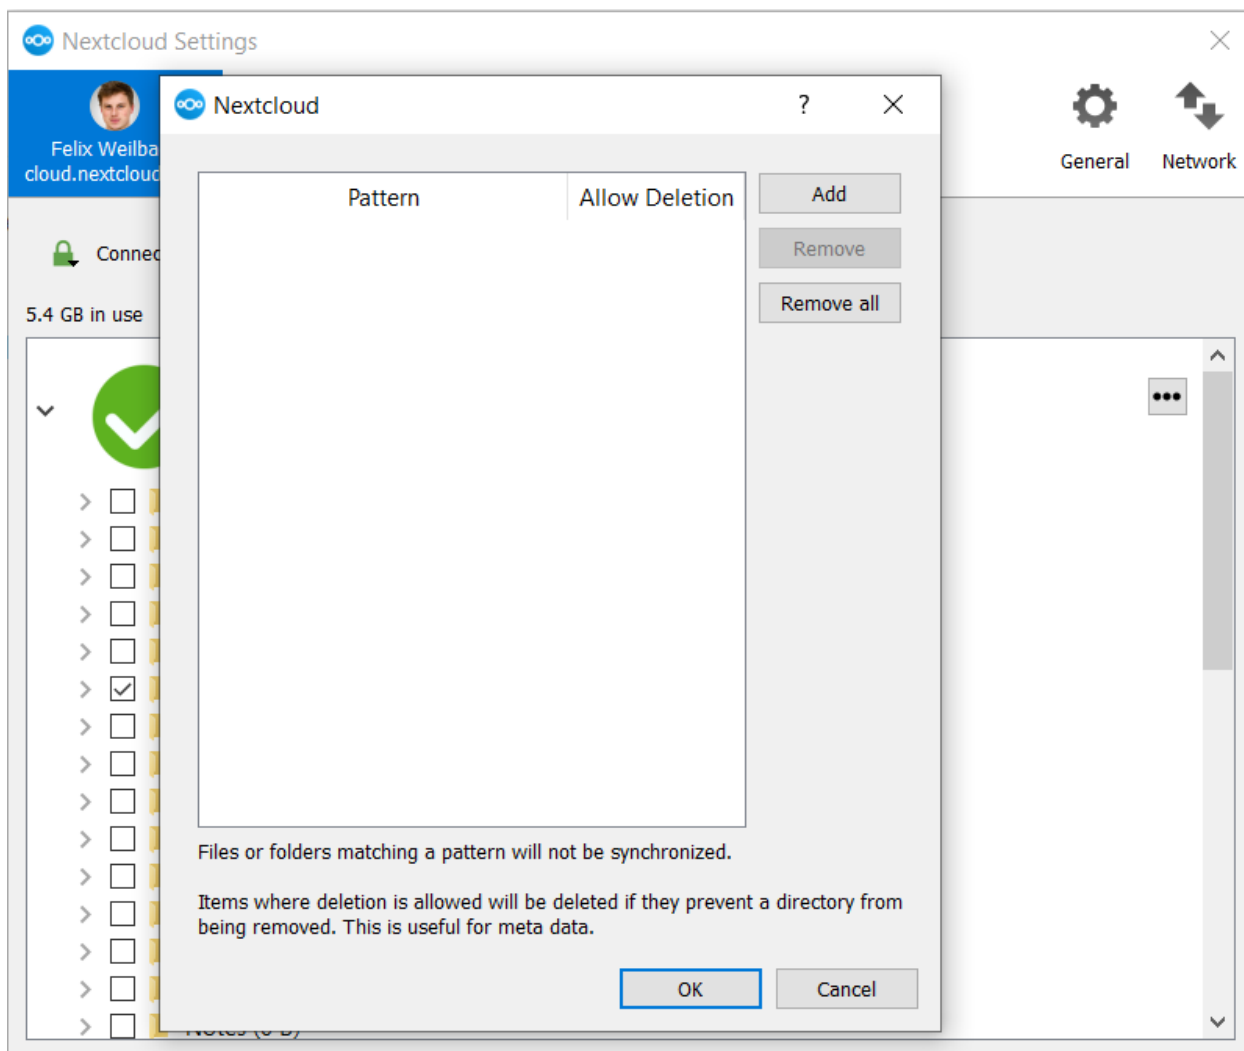 Nextcloud Settings
Felix Weilba
cloud.nextcloud
General
Network
Nextcloud
?
Pattern
Allow Deletion
Add
Remove
Remove all
Connec
5.4 GB in use
Files or folders matching a pattern will not be synchronized.
Items where deletion is allowed will be deleted if they prevent a directory from
being removed. This is useful for meta data.
OK
Cancel